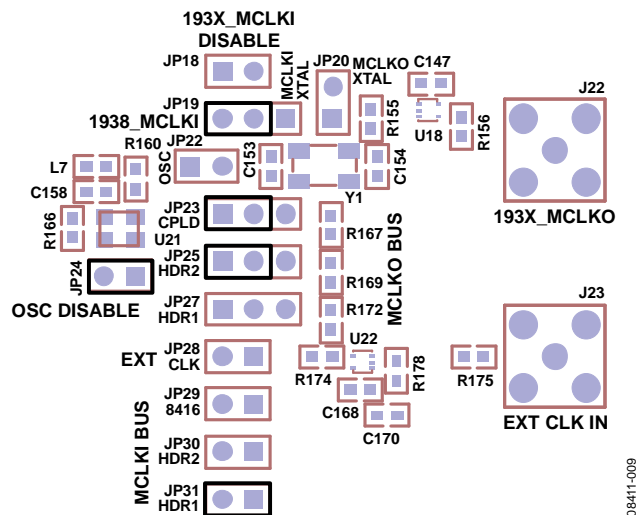 193X_MCLKI
DISABLE
JP18
MCLKI
XTAL
JP20
MCLKO
XTAL
C147
J22
JP19
1938_MCLKI
R155
U18
R156
R160
JP22
OSC
C153
C154
L7
C158
Y1
193X_MCLKO
R166
U21
JP23
CPLD
R167
MCLKO BUS
JP24
JP25
HDR2
R169
OSC DISABLE
JP27
HDR1
R172
J23
U22
EXT
JP28
CLK
R174
R178
R175
JP29
8416
C168
C170
EXT CLK IN
MCLKI BUS
JP30
HDR2
JP31
HDR1
08411-009